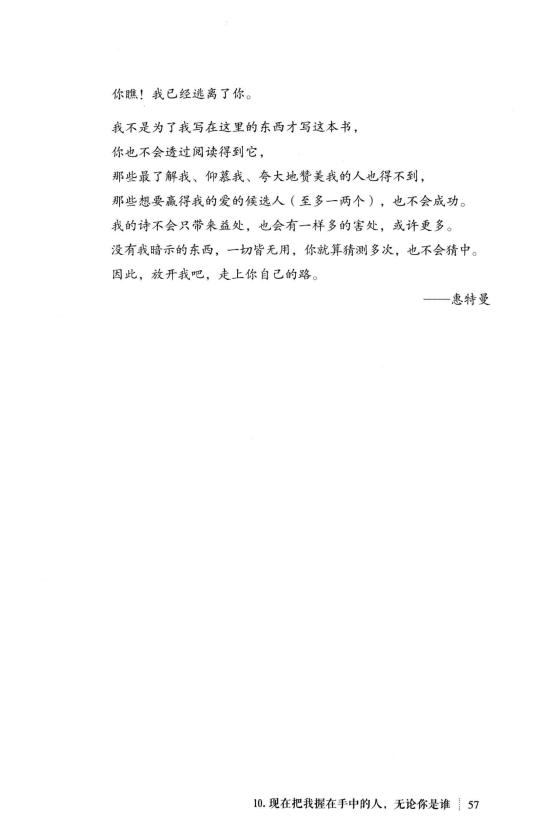 你瞧！我已经逃离了你。
我不是为了我写在这里的东西才写这本书，
你也不会透过阅读得到它，
那些最了解我、仰慕我、夸大地赞美我的人也得不到，
那些想要赢得我的爱的候选人（至多一两个），也不会成功。
我的诗不会只带来益处，也会有一样多的害处，或许更多。
没有我暗示的东西，一切皆无用，你就算猜测多次，也不会猜中。
因此，放开我吧，走上你自己的路。
——惠特曼
10. 现在把我握在手中的人，无论你是谁 57